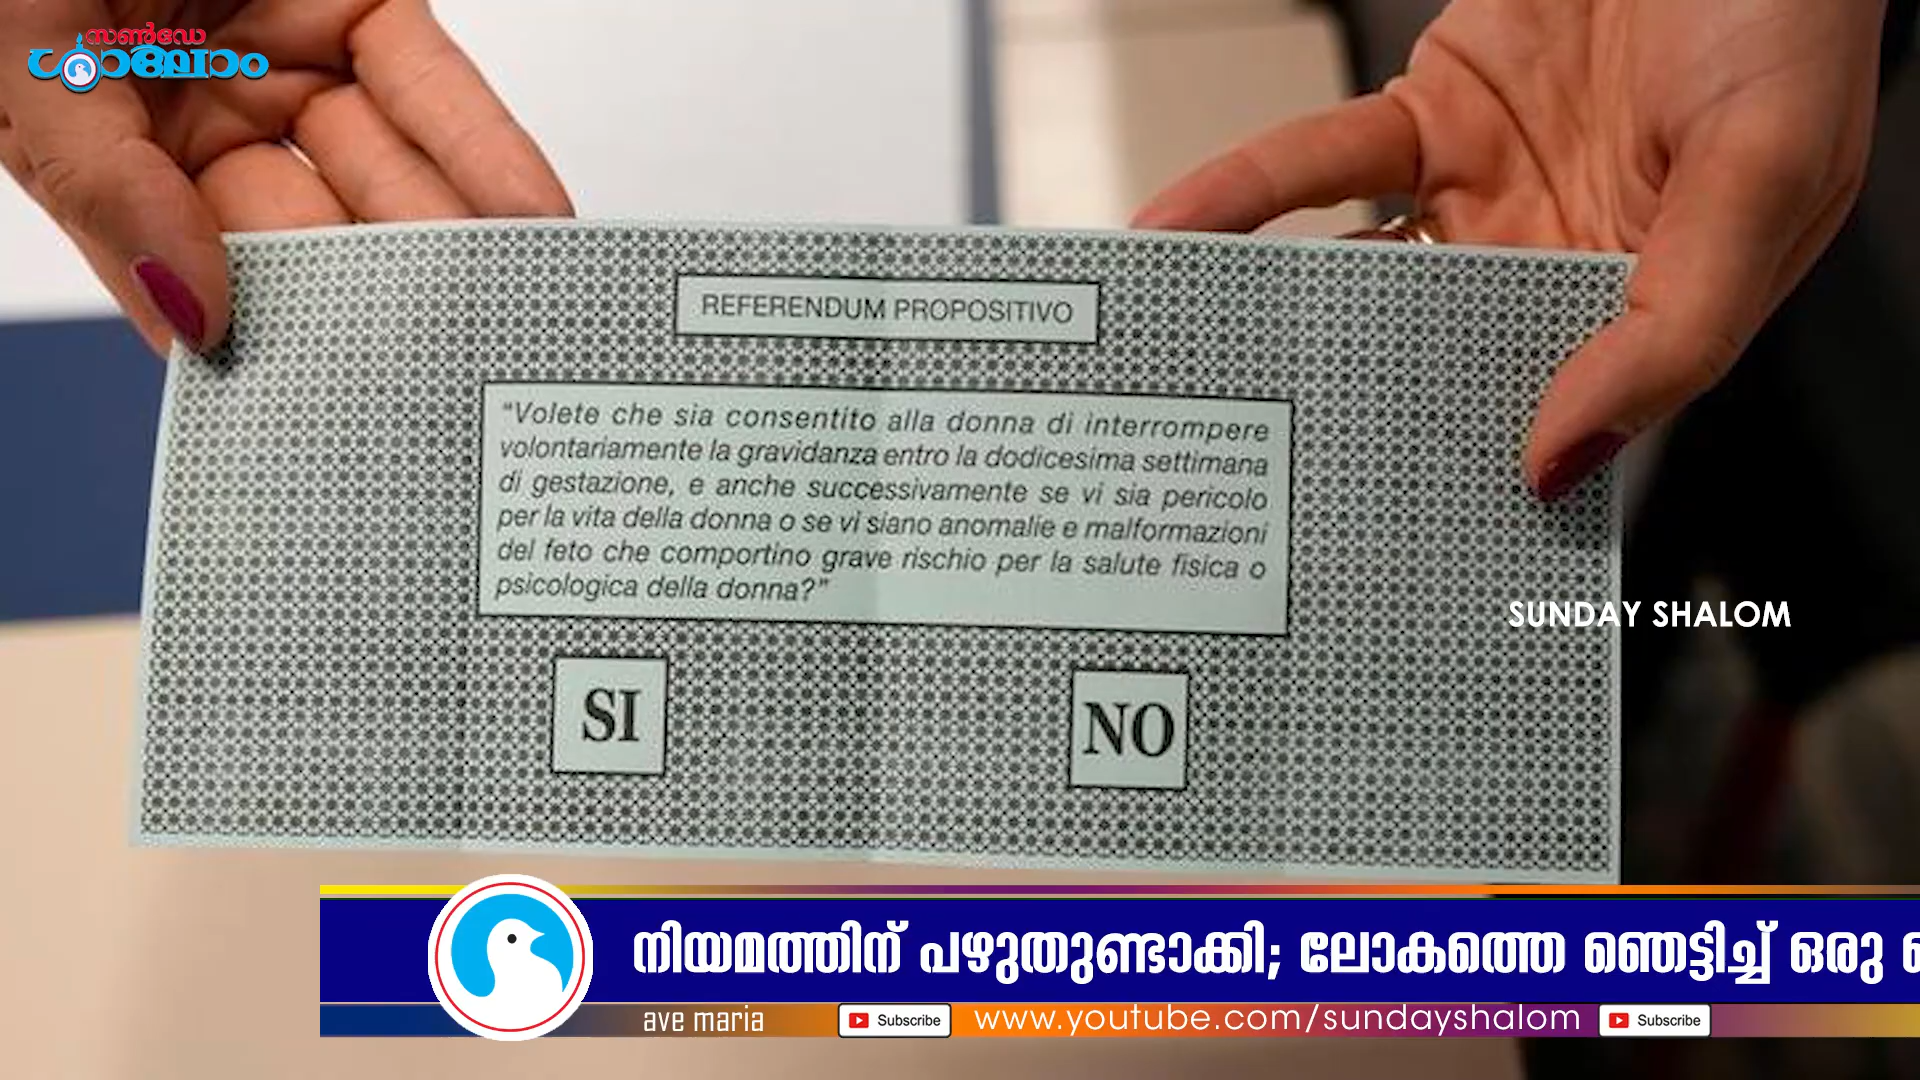 സൺഡേ
ശാലോം
REFERENDUM PROPOSITIVO
“Volete che sia consentito alla donna di interrompere
volontariamente la gravidanza entro la dodicesima settimana
di gestazione, e anche successivamente se vi sia pericolo
per la vita della donna o se vi siano anomalie e malformazioni
del feto che comportino grave rischio per la salute fisica o
psicologica della donna?”
SI
NO
SUNDAY SHALOM
നിയമത്തിന് പഴുതുണ്ടാക്കി; ലോകത്തെ ഞെട്ടിച്ച് ഒരു
ave maria
Subscribe
www.youtube.com/sundayshalom
Subscribe